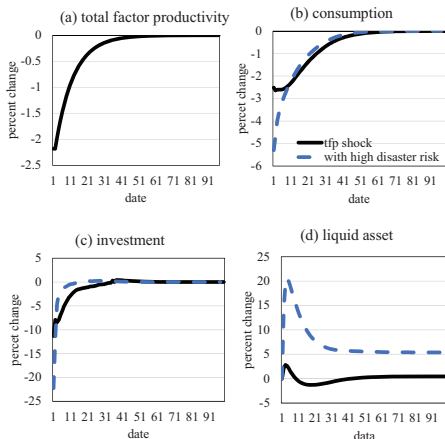 (a) total factor productivity
percent change
0
-0.5
-1
-1.5
-2
-2.5
1 11 21 31 41 51 61 71 81 91
date
(b) consumption
percent change
0
-1
-2
-3
-4
-5
-6
tfp shock
with high disaster risk
1 11 21 31 41 51 61 71 81 91
date
(c) investment
percet change
5
0
-5
-10
-15
-20
-25
1 11 21 31 41 51 61 71 81 91
date
(d) liquid asset
percent change
25
20
15
10
5
0
-5
1 11 21 31 41 51 61 71 81 91
data